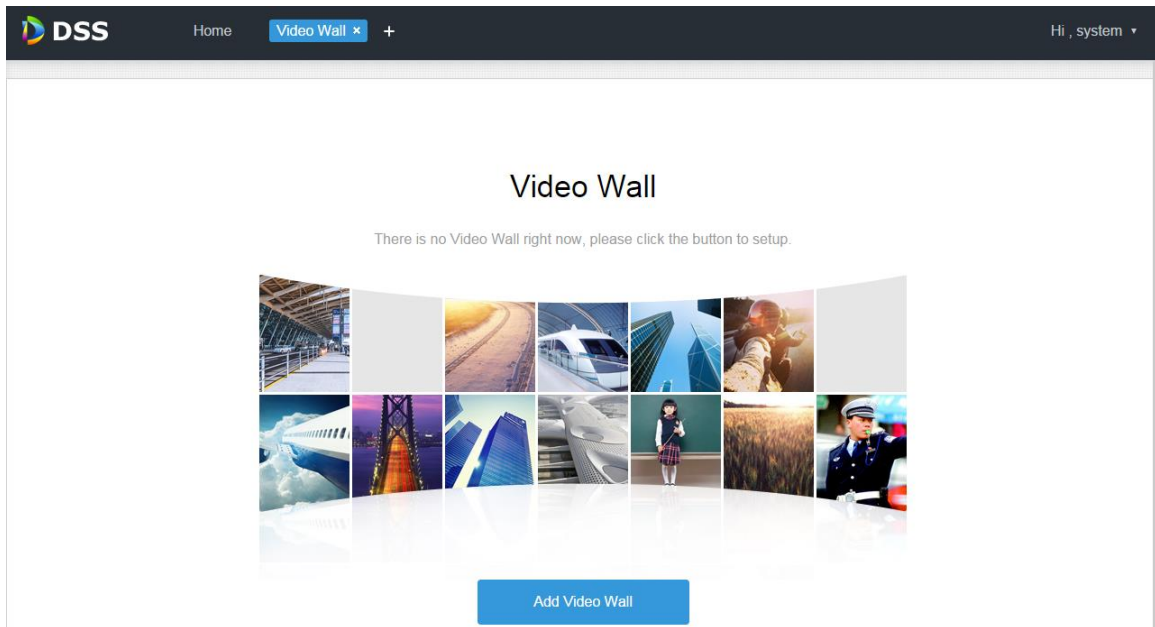 DSS Home Video Wall × + Hi , system ▾
Video Wall
There is no Video Wall right now, please click the button to setup.
Add Video Wall